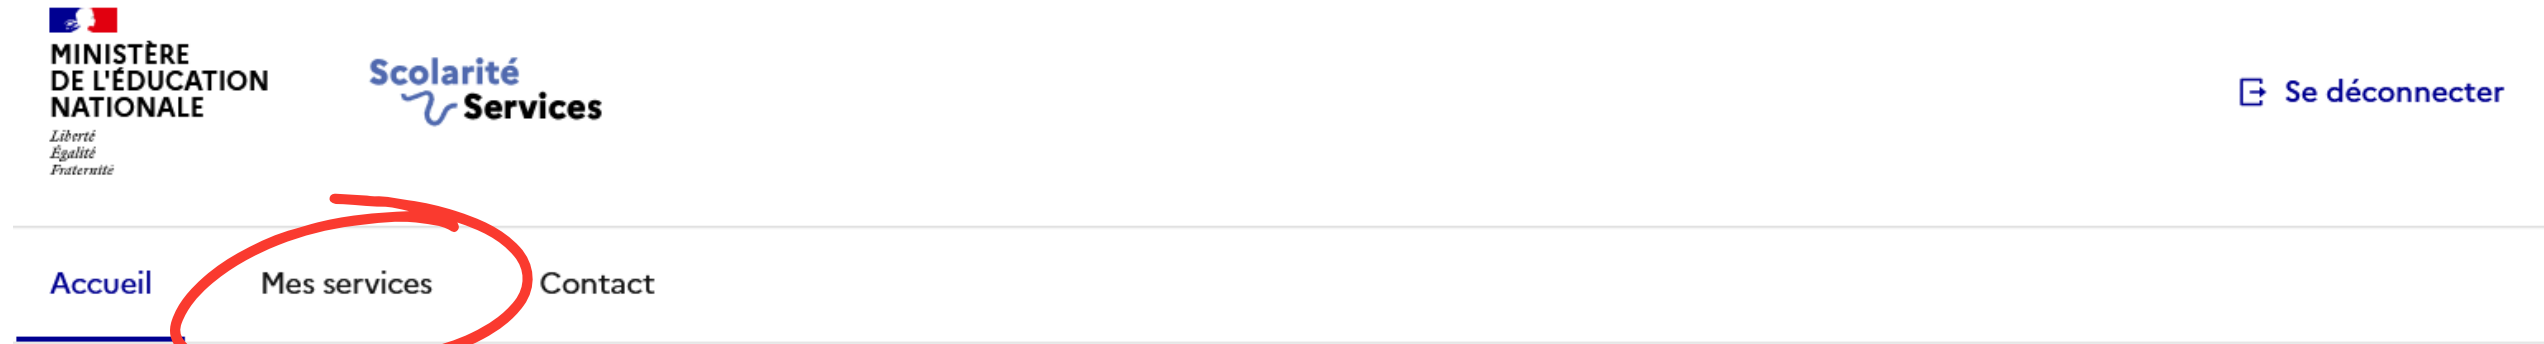 MINISTÈRE
DE L'ÉDUCATION
NATIONALE
Liberté
Égalité
Fraternité
Scolarité
Services
Se déconnecter
Accueil
Mes services
Contact